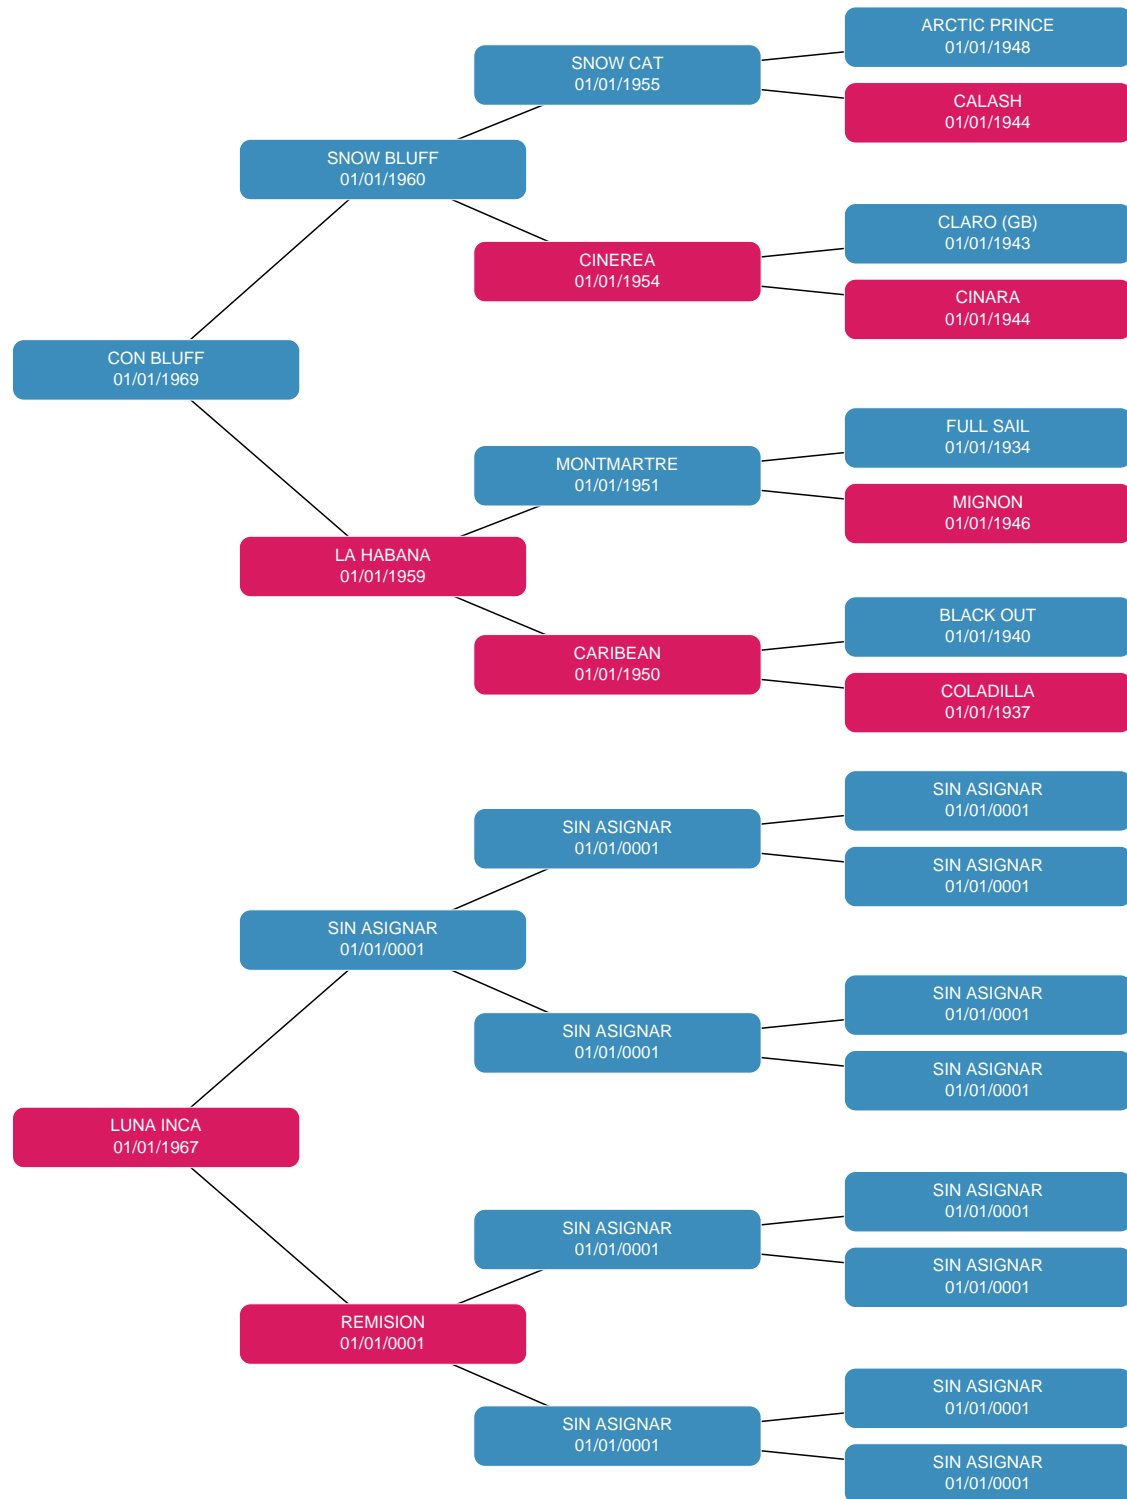 ARCTIC PRINCE
01/01/1948
SNOW CAT
01/01/1955
CALASH
01/01/1944
SNOW BLUFF
01/01/1960
CLARO (GB)
01/01/1943
CINEREA
01/01/1954
CINARA
01/01/1944
CON BLUFF
01/01/1969
FULL SAIL
01/01/1934
MONTMARTRE
01/01/1951
MIGNON
01/01/1946
LA HABANA
01/01/1959
BLACK OUT
01/01/1940
CARIBEAN
01/01/1950
COLADILLA
01/01/1937
SIN ASIGNAR
01/01/0001
SIN ASIGNAR
01/01/0001
SIN ASIGNAR
01/01/0001
SIN ASIGNAR
01/01/0001
SIN ASIGNAR
01/01/0001
SIN ASIGNAR
01/01/0001
SIN ASIGNAR
01/01/0001
LUNA INCA
01/01/1967
SIN ASIGNAR
01/01/0001
SIN ASIGNAR
01/01/0001
SIN ASIGNAR
01/01/0001
REMISION
01/01/0001
SIN ASIGNAR
01/01/0001
SIN ASIGNAR
01/01/0001
SIN ASIGNAR
01/01/0001